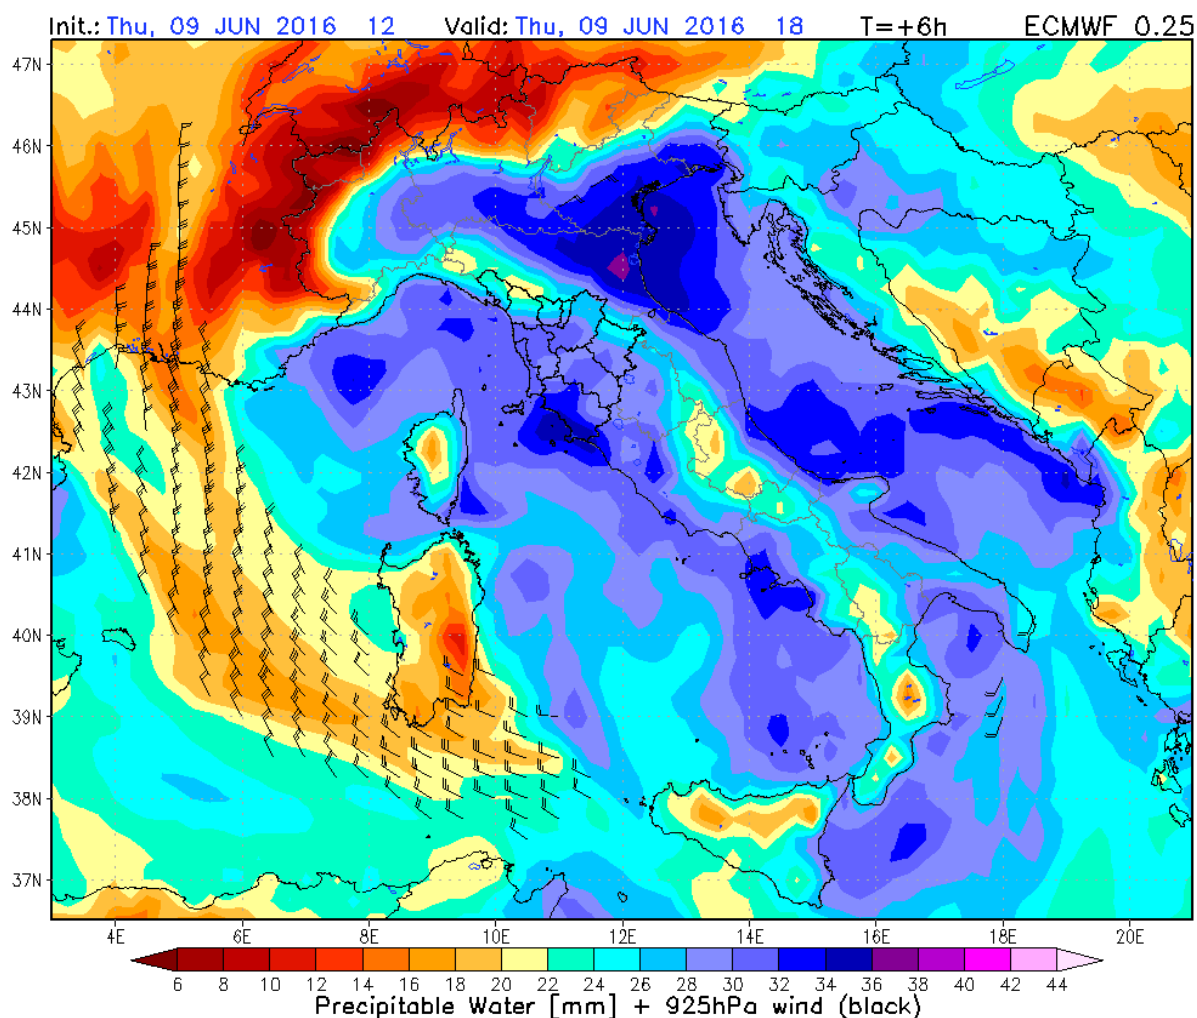 Init.: Thu, 09 JUN 2016 12 Valid: Thu, 09 JUN 2016 18 T=+6h ECMWF 0.25
47N
46N
45N
44N
43N
42N
41N
40N
39N
38N
37N
4E 6E 8E 10E 12E 14E 16E 18E 20E
6 8 10 12 14 16 18 20 22 24 26 28 30 32 34 36 38 40 42 44
Precipitable Water [mm] + 925hPa wind (black)